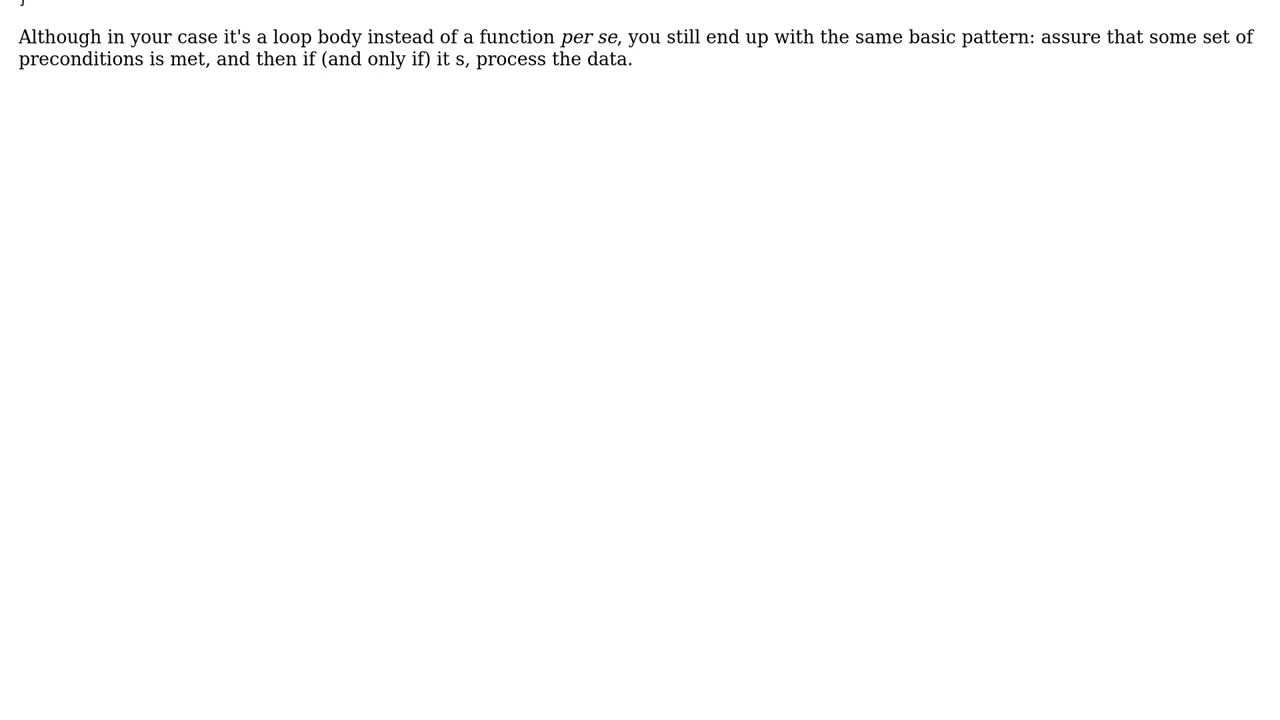 }
Although in your case it's a loop body instead of a function per se, you still end up with the same basic pattern: assure that some set of
preconditions is met, and then if (and only if) it s, process the data.